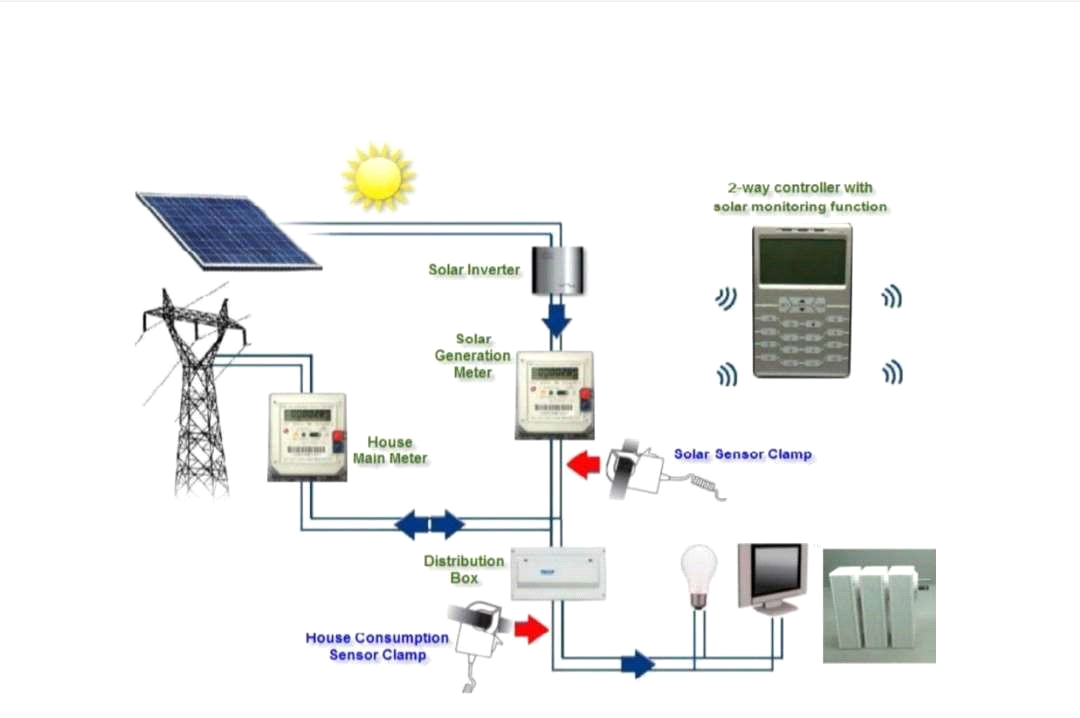 2-way controller with
solar monitoring function
Solar Inverter
Solar
Generation
Meter
House
Main Meter
Solar Sensor Clamp
Distribution
Box
House Consumption
Sensor Clamp